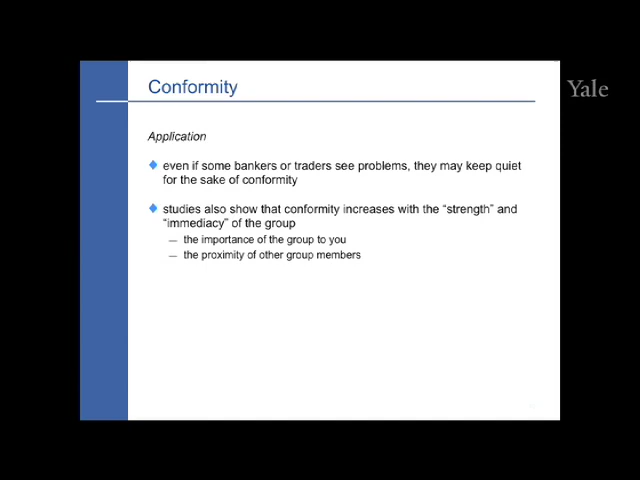 Conformity
Yale
Application
even if some bankers or traders see problems, they may keep quiet
for the sake of conformity
studies also show that conformity increases with the “strength” and
“immediacy” of the group
— the importance of the group to you
— the proximity of other group members